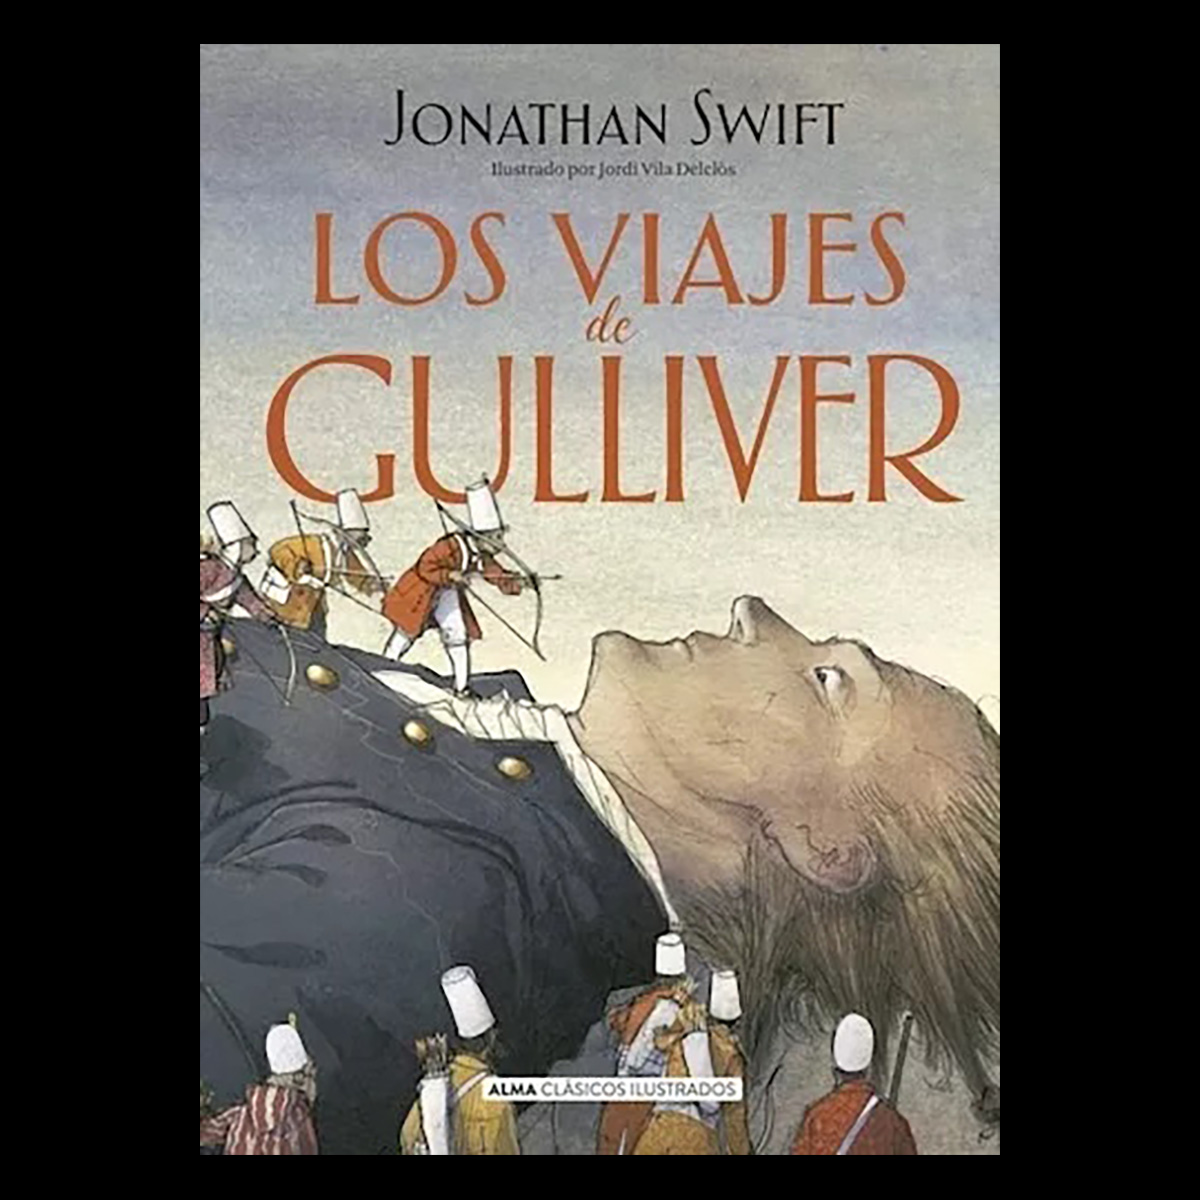 JONATHAN SWIFT
Ilustrado por Jordi Vila Delclòs
LOS VIAJES
de
GULLIVER
ALMA CLÁSICOS ILUSTRADOS